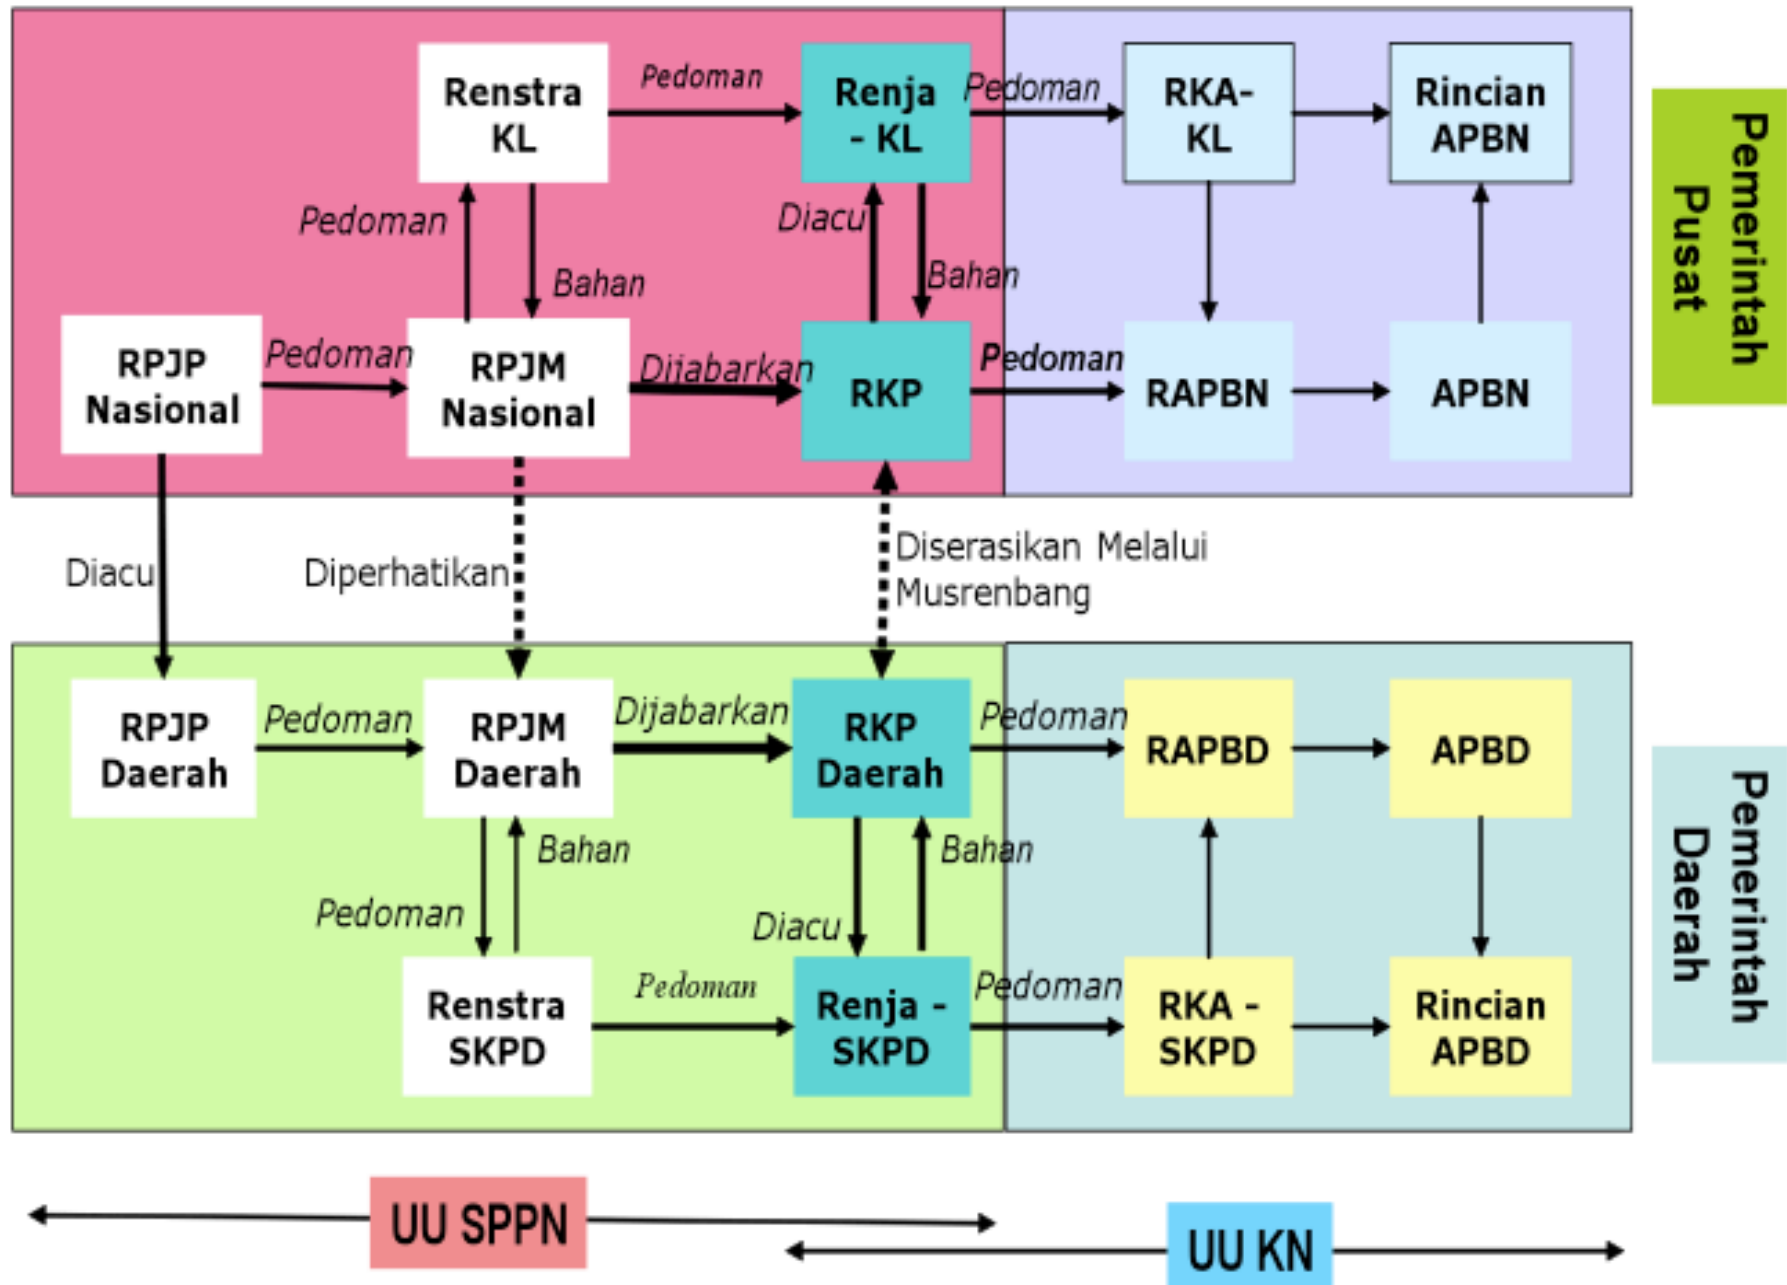 Renstra
KL
Pedoman
Renja
- KL
Pedoman
RKA-
KL
Rincian
APBN
Pedoman
Bahan
Diacu
Bahan
RPJP
Nasional
Pedoman
RPJM
Nasional
Dijabarkan
RKP
Pedoman
RAPBN
APBN
Pemerintah
Pusat
Diacu
Diperhatikan
Diserasikan Melalui
Musrenbang
RPJP
Daerah
Pedoman
RPJM
Daerah
Dijabarkan
RKP
Daerah
Pedoman
RAPBD
APBD
Bahan
Pedoman
Bahan
Diacu
Renstra
SKPD
Pedoman
Renja -
SKPD
Pedoman
RKA -
SKPD
Rincian
APBD
Pemerintah
Daerah
UU SPPN
UU KN